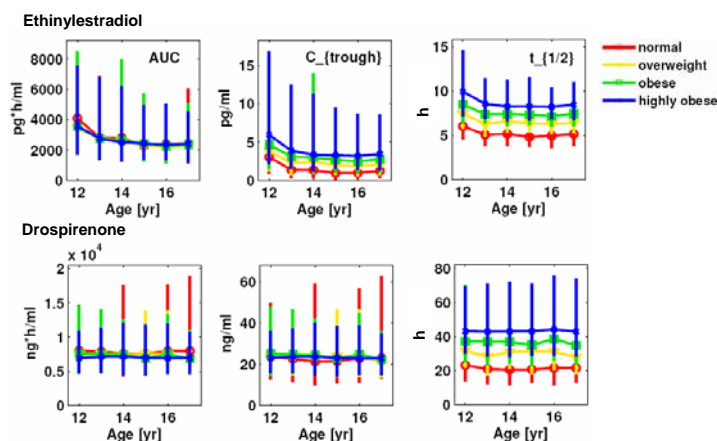 Ethinylestradiol
AUC
C_{trough}
t_{1/2}
normal
overweight
obese
highly obese
pg*h/ml
8000
6000
4000
2000
0
12
14
16
Age [yr]
pg/ml
15
10
5
0
12
14
16
Age [yr]
h
15
10
5
0
12
14
16
Age [yr]
Drospirenone
x 10^4
ng*h/ml
2
1.5
1
0.5
0
12
14
16
Age [yr]
ng/ml
60
40
20
0
12
14
16
Age [yr]
h
80
60
40
20
0
12
14
16
Age [yr]